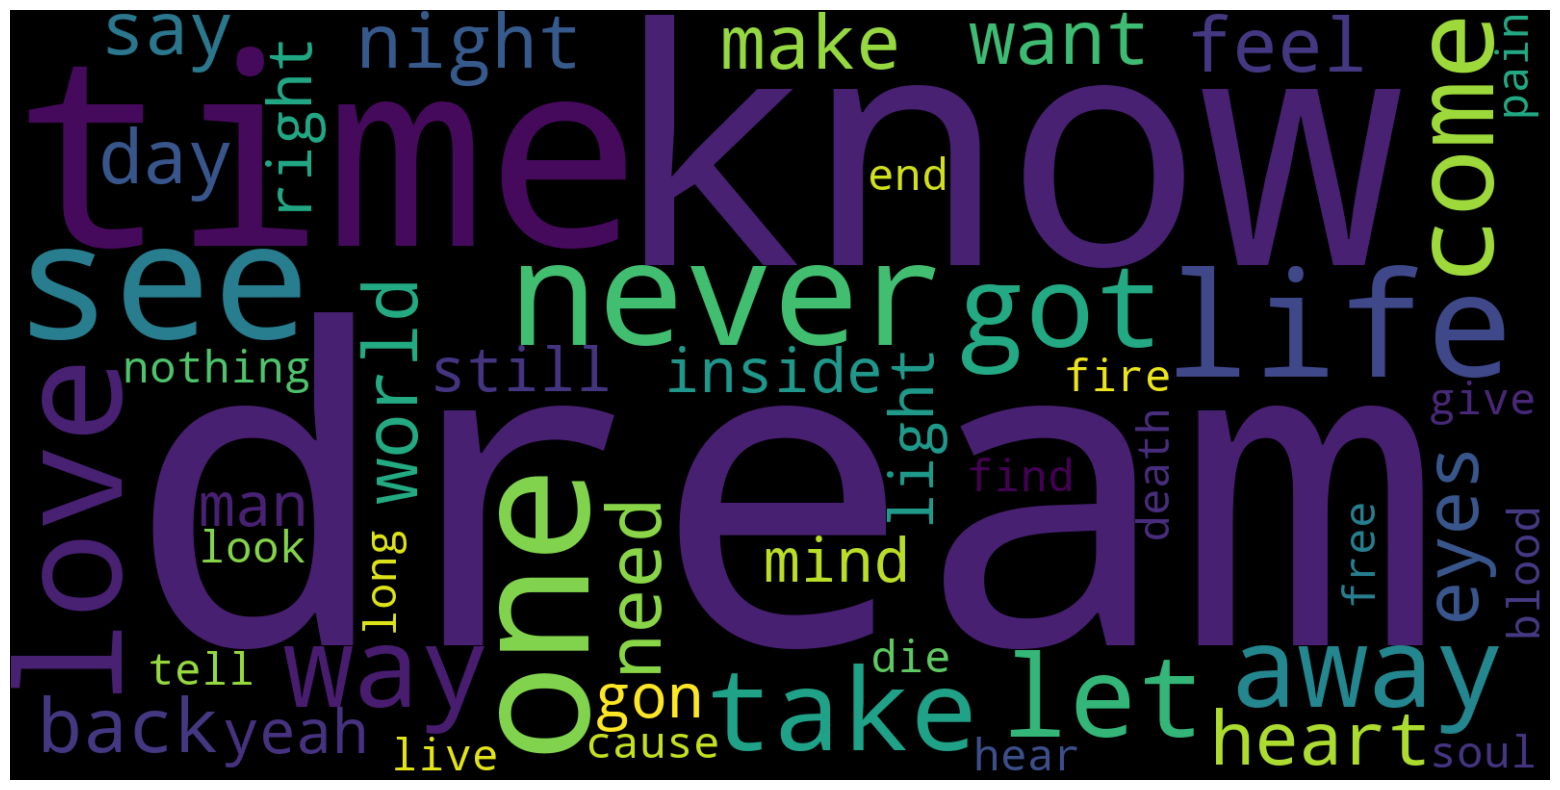 say
night
make
want
feel
pain
right
time
know
come
day
end
see
never
got
life
world
nothing
still
inside
light
fire
give
love
dream
death
man
find
eyes
look
one
need
mind
free
blood
long
tell
way
die
let
away
back
yeah
gon
take
heart
live
cause
hear
soul